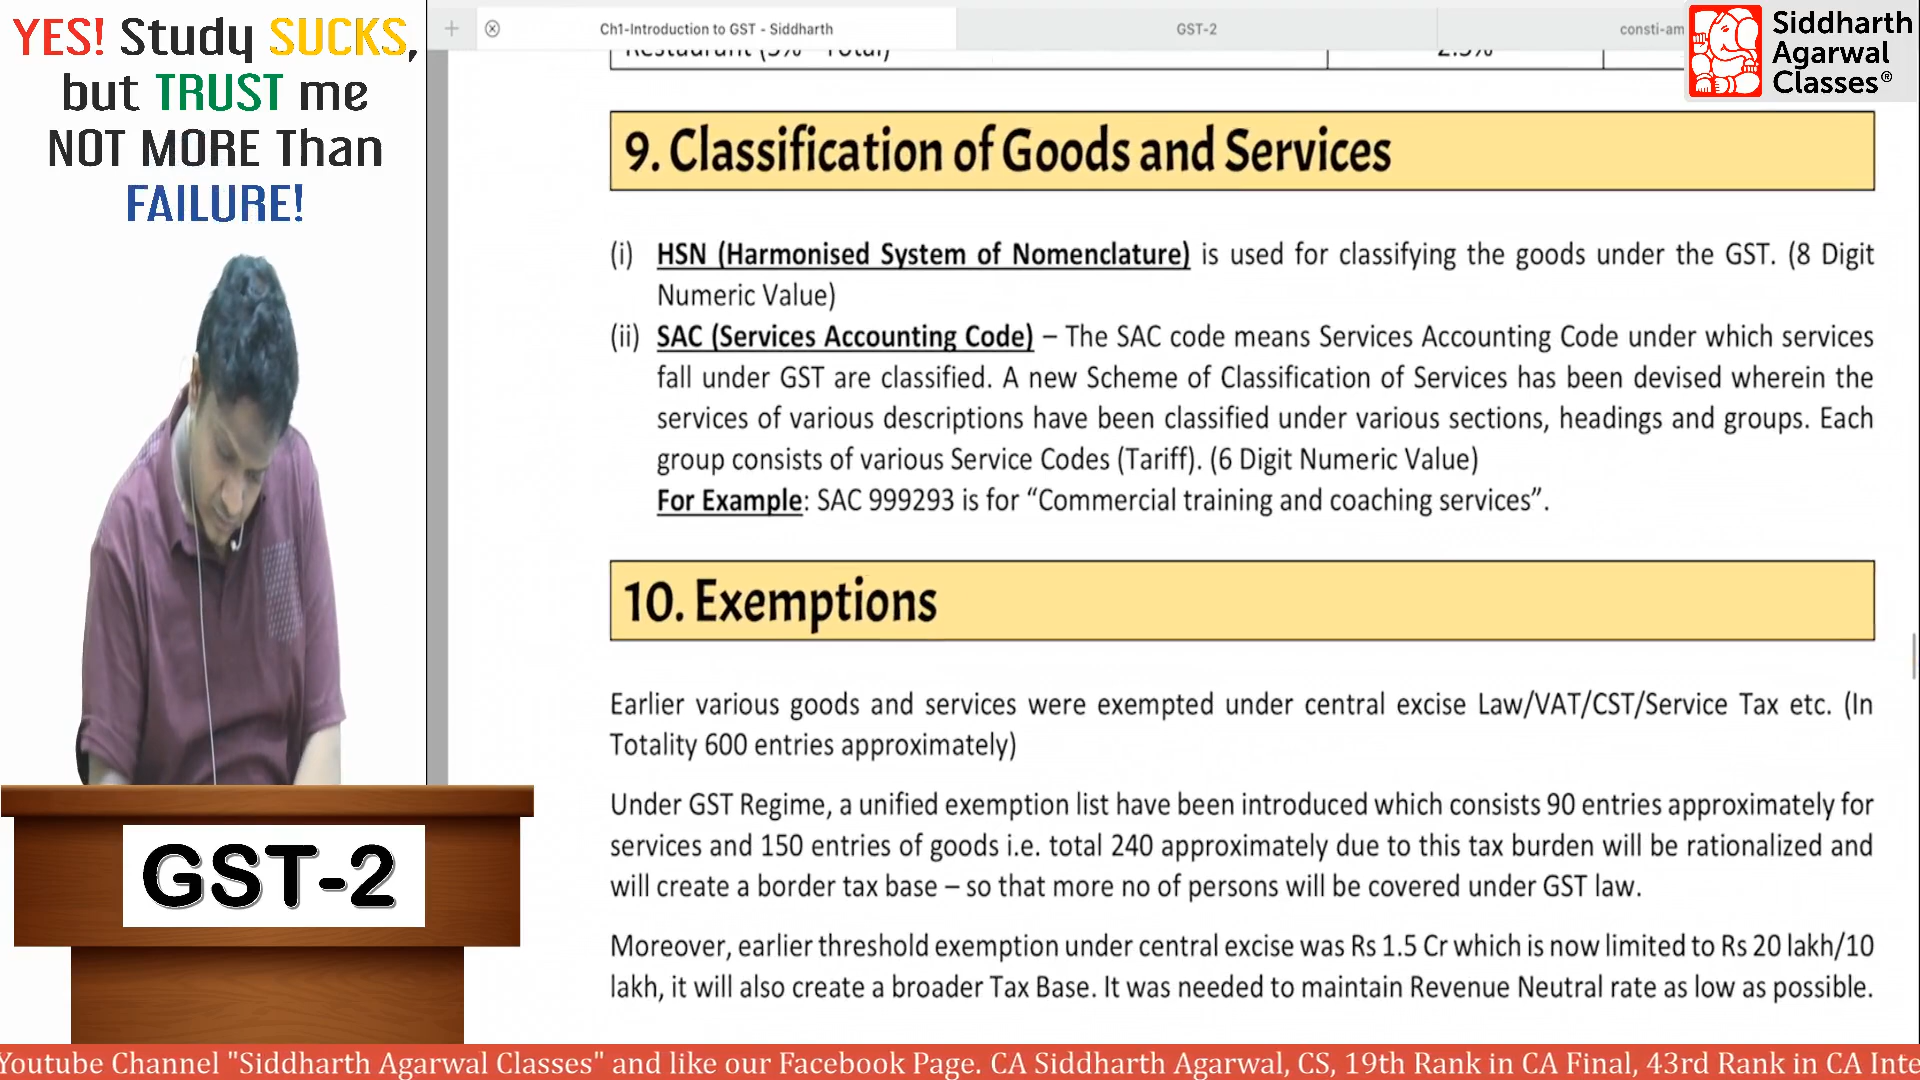 YES! Study SUCKS,
but TRUST me
NOT MORE Than
FAILURE!
Ch1-Introduction to GST - Siddharth
GST-2
consti-am
Siddharth
Agarwal
Classes®
Restaurant (5% - Total)
2.5%
9. Classification of Goods and Services
(i) HSN (Harmonised System of Nomenclature) is used for classifying the goods under the GST. (8 Digit
Numeric Value)
(ii) SAC (Services Accounting Code) – The SAC code means Services Accounting Code under which services
fall under GST are classified. A new Scheme of Classification of Services has been devised wherein the
services of various descriptions have been classified under various sections, headings and groups. Each
group consists of various Service Codes (Tariff). (6 Digit Numeric Value)
For Example: SAC 999293 is for “Commercial training and coaching services”.
10. Exemptions
Earlier various goods and services were exempted under central excise Law/VAT/CST/Service Tax etc. (In
Totality 600 entries approximately)
Under GST Regime, a unified exemption list have been introduced which consists 90 entries approximately for
services and 150 entries of goods i.e. total 240 approximately due to this tax burden will be rationalized and
will create a border tax base – so that more no of persons will be covered under GST law.
Moreover, earlier threshold exemption under central excise was Rs 1.5 Cr which is now limited to Rs 20 lakh/10
lakh, it will also create a broader Tax Base. It was needed to maintain Revenue Neutral rate as low as possible.
GST-2
Youtube Channel "Siddharth Agarwal Classes" and like our Facebook Page. CA Siddharth Agarwal, CS, 19th Rank in CA Final, 43rd Rank in CA Inte